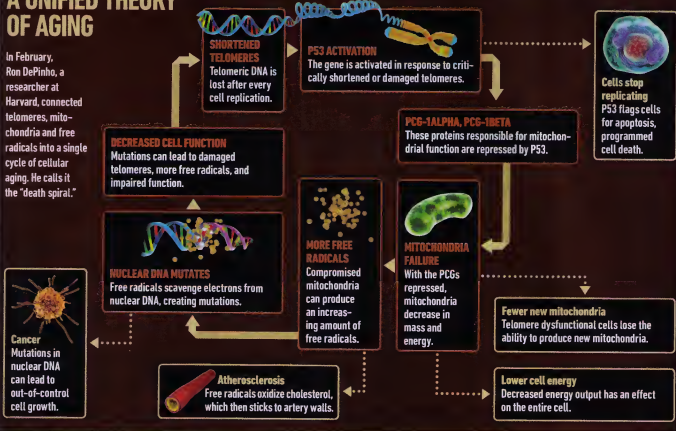 A UNIFIED THEORY
OF AGING
In February,
Ron DePinho, a
researcher at
Harvard, connected
telomeres, mito-
chondria and free
radicals into a single
cycle of cellular
aging. He calls it
the "death spiral."
SHORTENED
TELOMERES
Telomeric DNA is
lost after every
cell replication.
P53 ACTIVATION
The gene is activated in response to criti-
cally shortened or damaged telomeres.
Cells stop
replicating
P53 flags cells
for apoptosis,
programmed
cell death.
PCG-1ALPHA, PCG-1BETA
These proteins responsible for mitochon-
drial function are repressed by P53.
MITOCHONDRIA
FAILURE
With the PCGs
repressed,
mitochondria
decrease in
mass and
energy.
Fewer new mitochondria
Telomere dysfunctional cells lose the
ability to produce new mitochondria.
Lower cell energy
Decreased energy output has an effect
on the entire cell.
MORE FREE
RADICALS
Compromised
mitochondria
can produce
an increas-
ing amount of
free radicals.
Atherosclerosis
Free radicals oxidize cholesterol,
which then sticks to artery walls.
NUCLEAR DNA MUTATES
Free radicals scavenge electrons from
nuclear DNA, creating mutations.
Cancer
Mutations in
nuclear DNA
can lead to
out-of-control
cell growth.
DECREASED CELL FUNCTION
Mutations can lead to damaged
telomeres, more free radicals, and
impaired function.